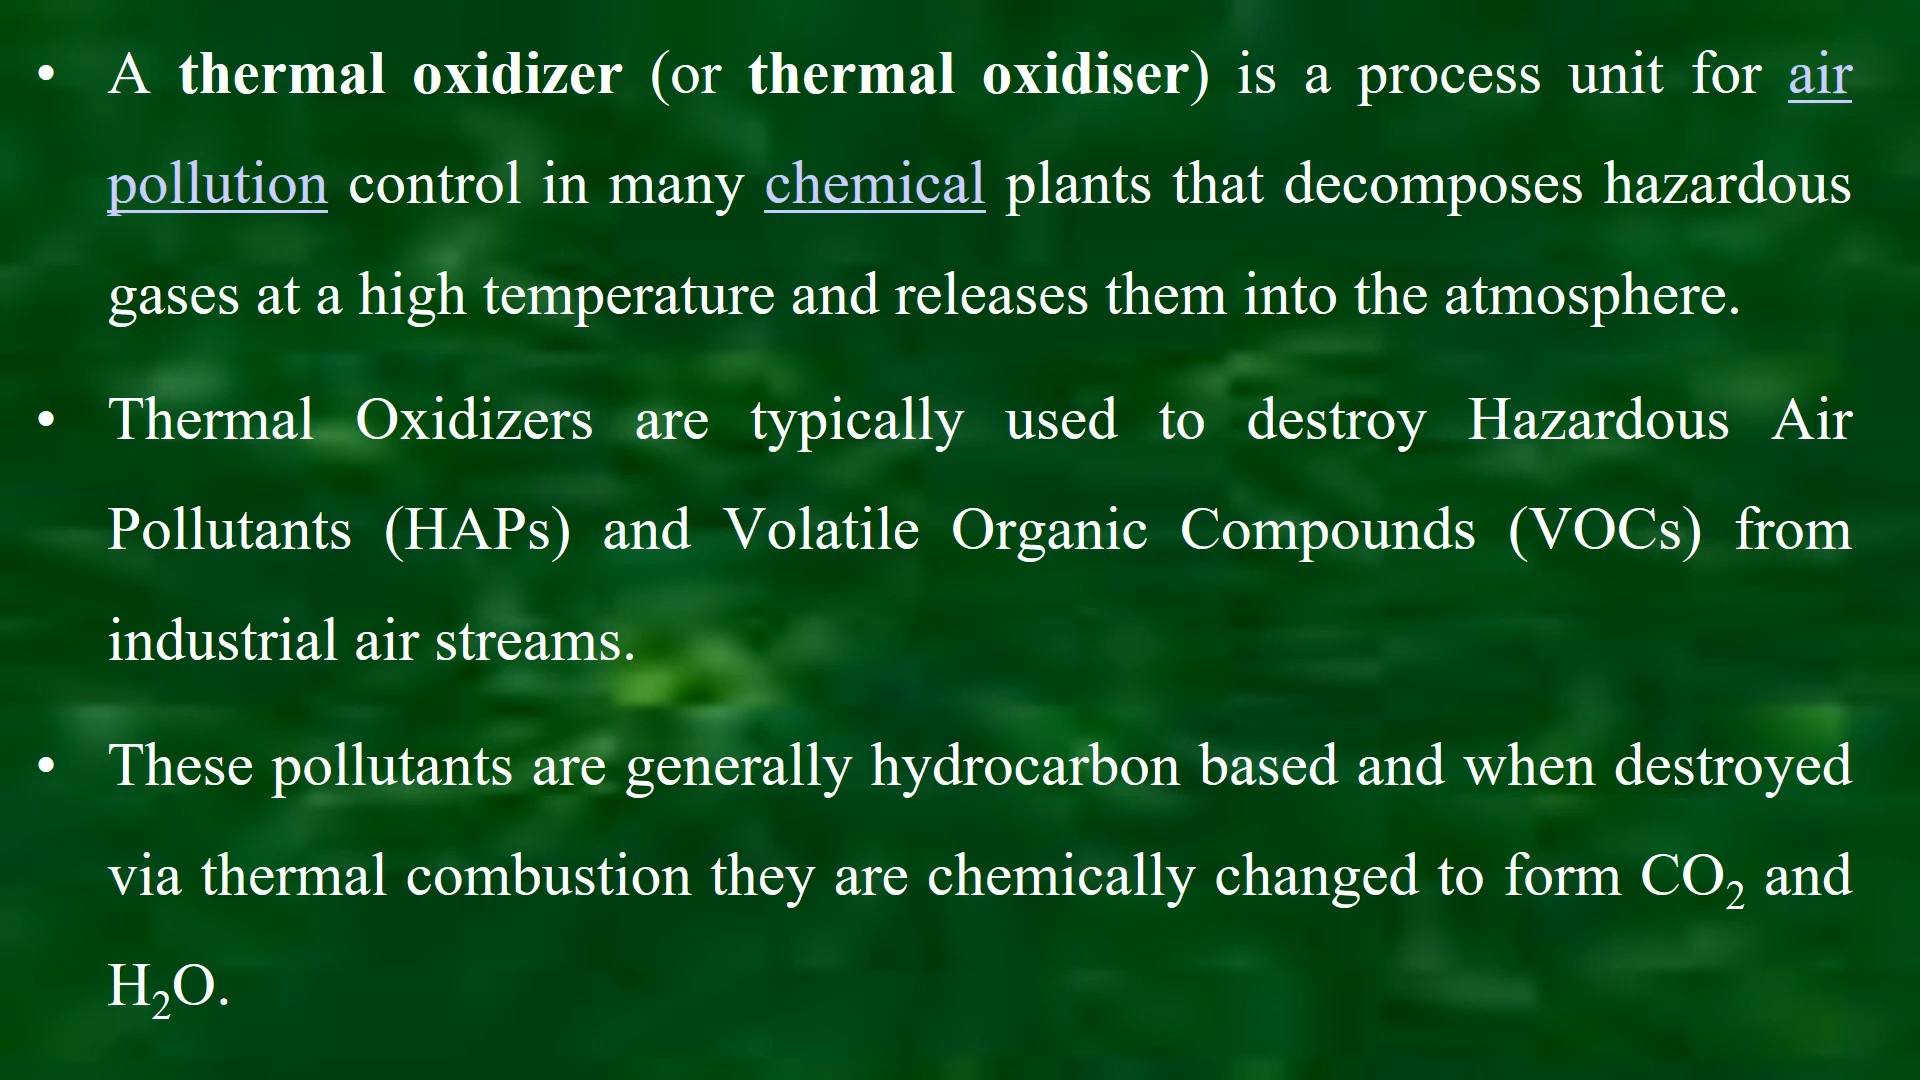 • A thermal oxidizer (or thermal oxidiser) is a process unit for air
pollution control in many chemical plants that decomposes hazardous
gases at a high temperature and releases them into the atmosphere.
• Thermal Oxidizers are typically used to destroy Hazardous Air
Pollutants (HAPs) and Volatile Organic Compounds (VOCs) from
industrial air streams.
• These pollutants are generally hydrocarbon based and when destroyed
via thermal combustion they are chemically changed to form CO₂ and
H₂O.